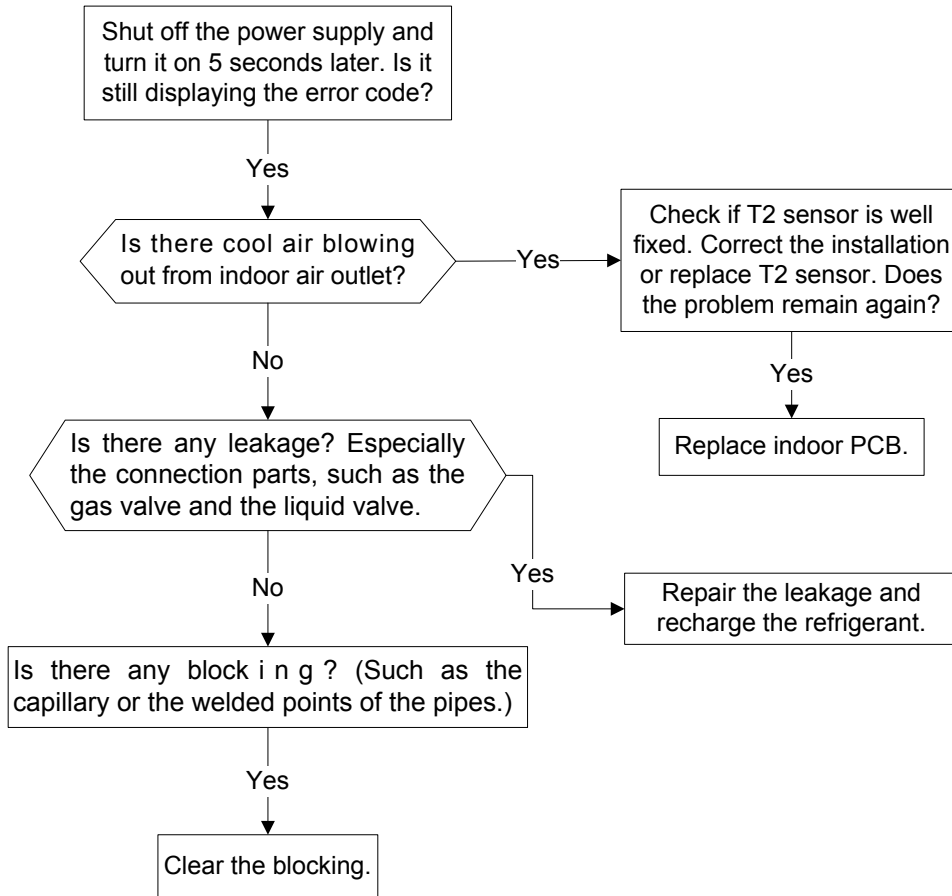 Shut off the power supply and
turn it on 5 seconds later. Is it
still displaying the error code?
Yes
Is there cool air blowing
out from indoor air outlet?
Yes
Check if T2 sensor is well
fixed. Correct the installation
or replace T2 sensor. Does
the problem remain again?
Yes
Replace indoor PCB.
No
Is there any leakage? Especially
the connection parts, such as the
gas valve and the liquid valve.
Yes
Repair the leakage and
recharge the refrigerant.
No
Is there any block i n g ? (Such as the
capillary or the welded points of the pipes.)
Yes
Clear the blocking.